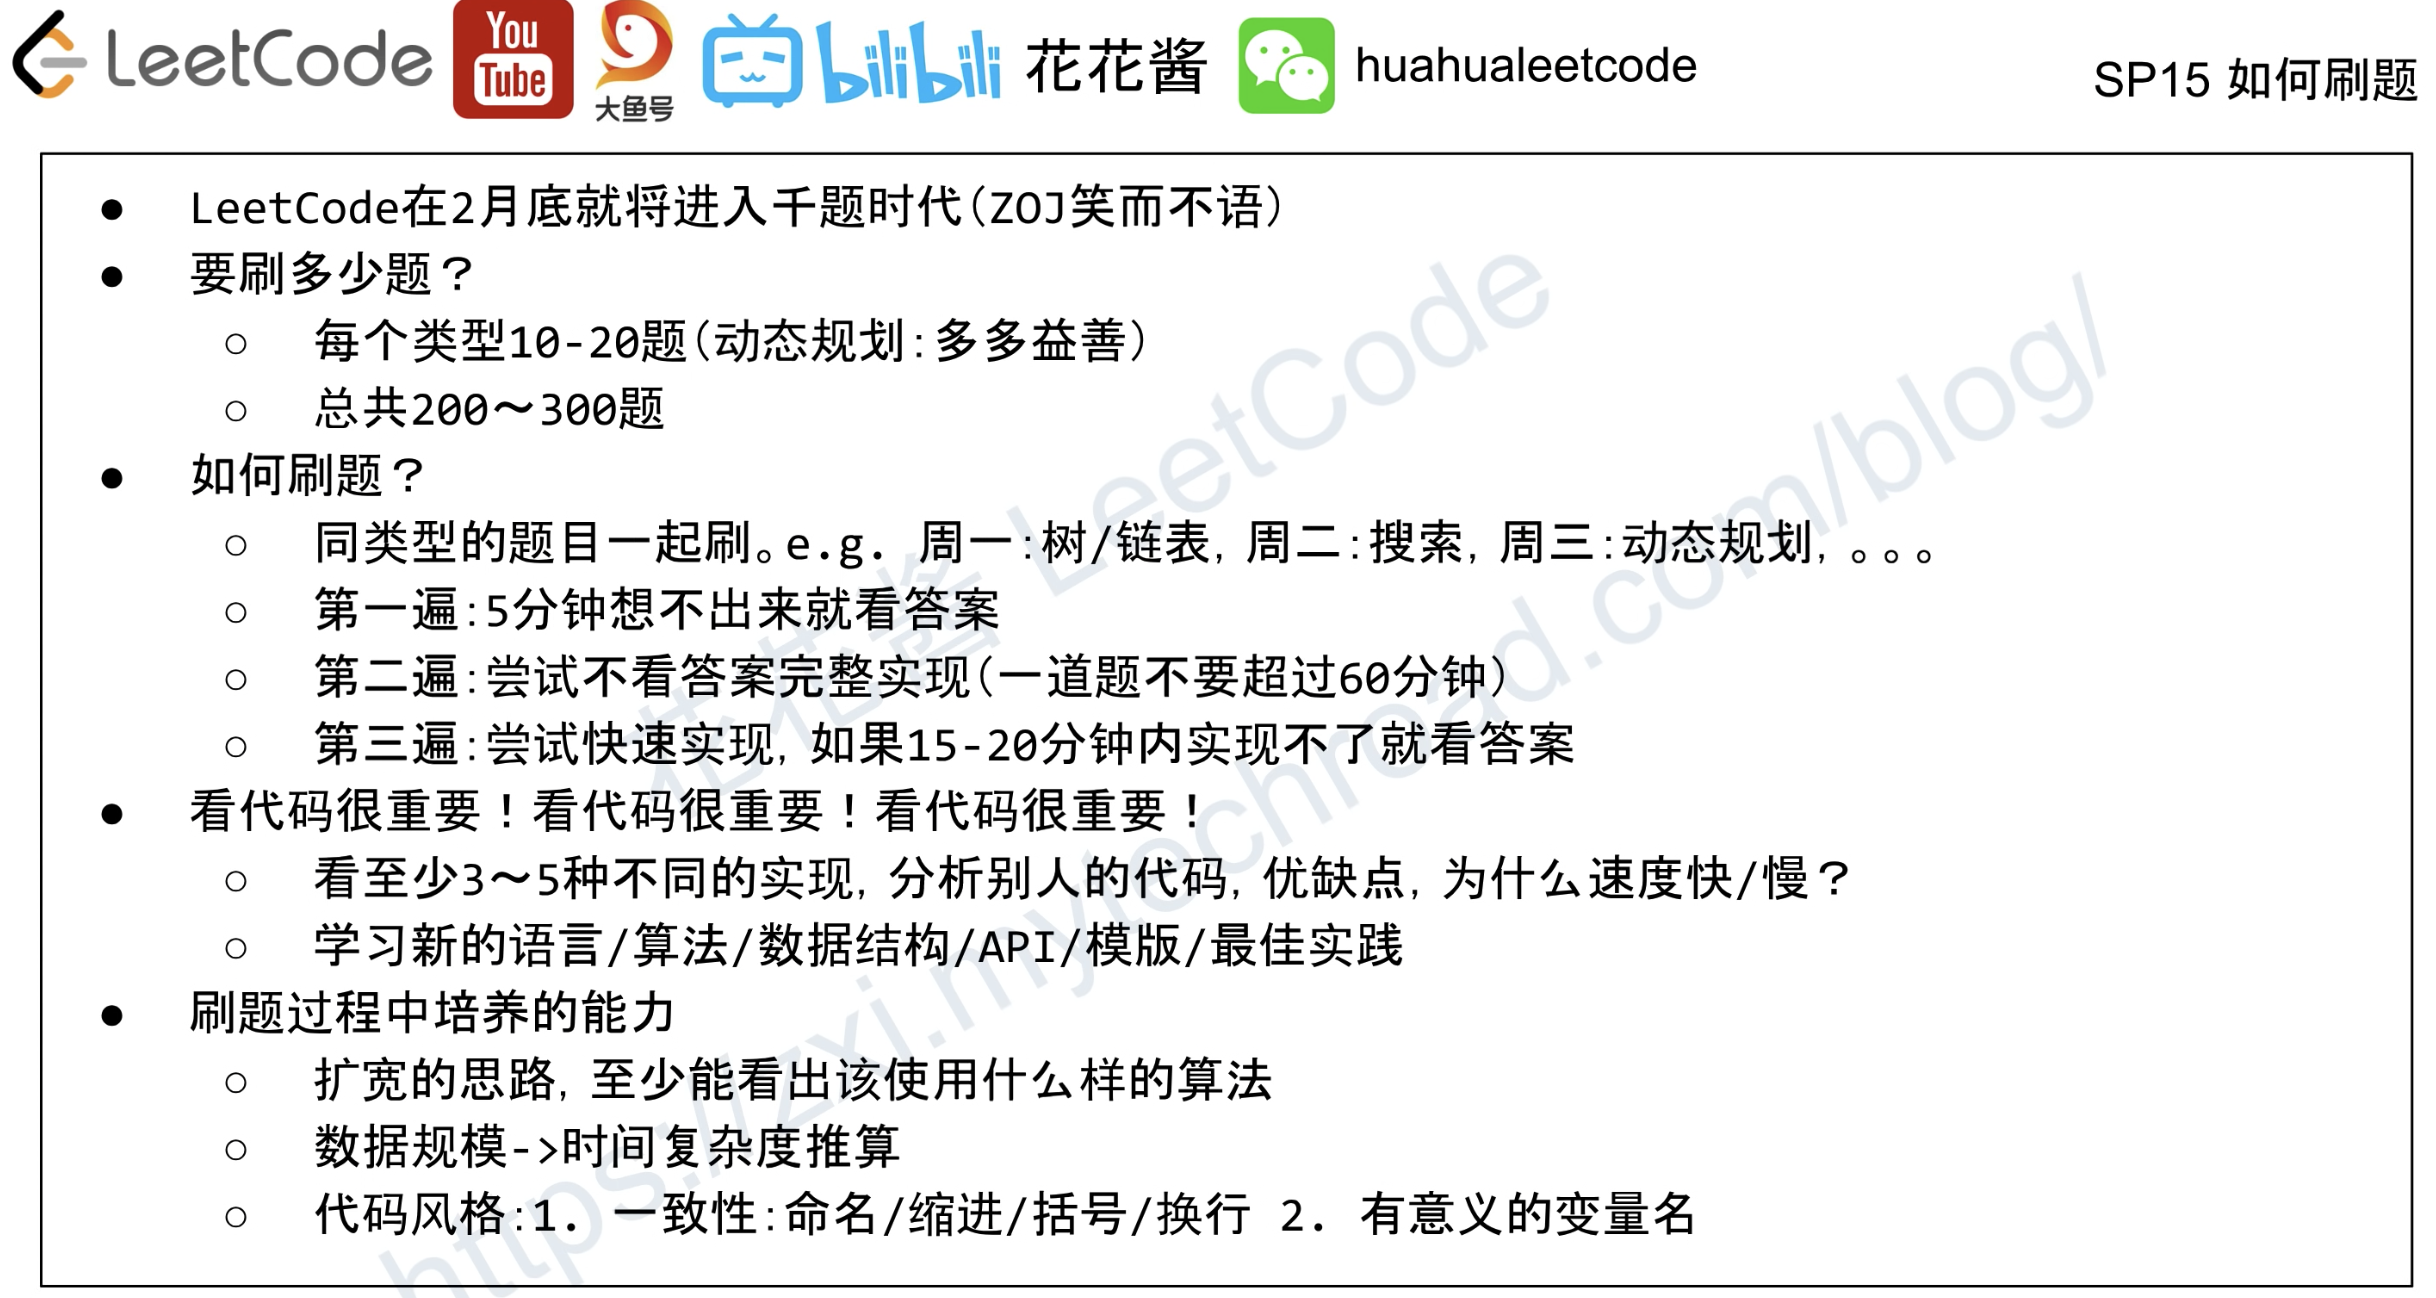 LeetCode You Tube 大鱼号 bilibili 花花酱 huahualeetcode SP15 如何刷题
● LeetCode在2月底就将进入千题时代(ZOJ笑而不语)
● 要刷多少题？
○ 每个类型10-20题(动态规划:多多益善)
○ 总共200～300题
● 如何刷题？
○ 同类型的题目一起刷。e.g. 周一:树/链表, 周二:搜索, 周三:动态规划, 。。。
○ 第一遍:5分钟想不出来就看答案
○ 第二遍:尝试不看答案完整实现(一道题不要超过60分钟)
○ 第三遍:尝试快速实现, 如果15-20分钟内实现不了就看答案
● 看代码很重要！看代码很重要！看代码很重要！
○ 看至少3～5种不同的实现, 分析别人的代码, 优缺点, 为什么速度快/慢？
○ 学习新的语言/算法/数据结构/API/模版/最佳实践
● 刷题过程中培养的能力
○ 扩宽的思路, 至少能看出该使用什么样的算法
○ 数据规模->时间复杂度推算
○ 代码风格:1. 一致性:命名/缩进/括号/换行 2. 有意义的变量名
花花酱 LeetCode
https://zxi.mytechroad.com/blog/